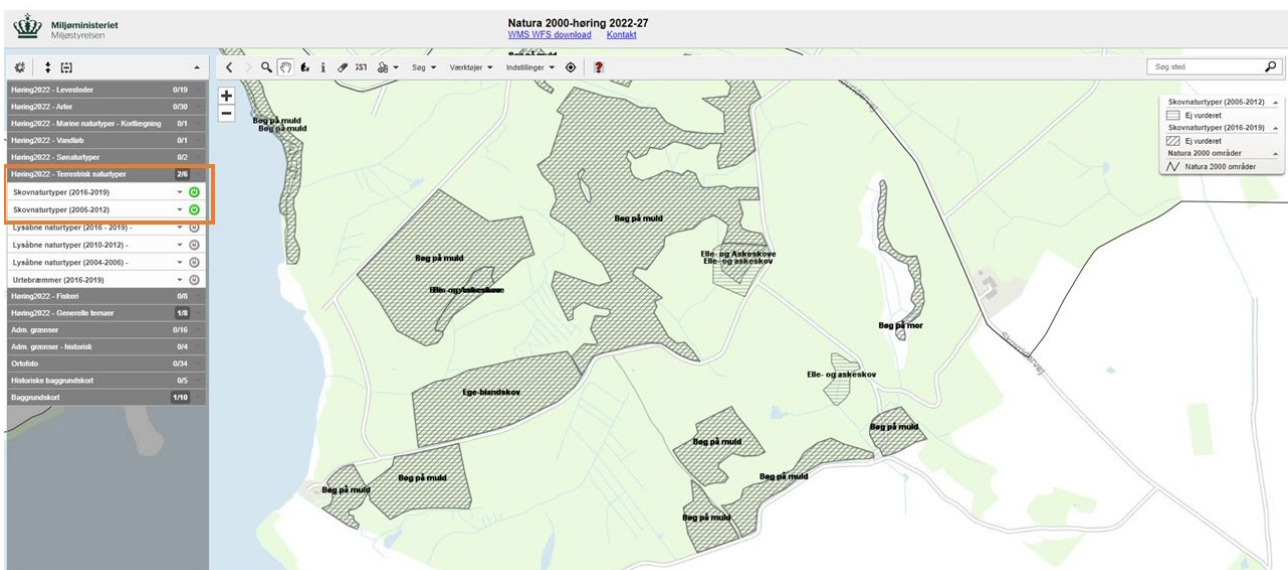 Miljøministeriet
Miljøstyrelsen
Natura 2000-høring 2022-27
WMS WFS download Kontakt
Søg Værktøjer Indstillinger
Søg sted
Høring2022 - Levesteder 0/19
Høring2022 - Arter 0/30
Høring2022 - Marine naturtyper - Kortlægning 0/1
Høring2022 - Vandløb 0/1
Høring2022 - Sønaturtyper 0/2
Høring2022 - Terrestrisk naturtyper 2/6
Skovnaturtyper (2016-2019)
Skovnaturtyper (2005-2012)
Lysåbne naturtyper (2016 - 2019) -
Lysåbne naturtyper (2010-2012) -
Lysåbne naturtyper (2004-2006) -
Urtebræmmer (2016-2019)
Høring2022 - Fiskeri 0/8
Høring2022 - Generelle temaer 1/8
Adm. grænser 0/16
Adm. grænser - historisk 0/4
Ortofoto 0/34
Historiske baggrundskort 0/5
Baggrundskort 1/10
Skovnaturtyper (2005-2012)
Ej vurderet
Skovnaturtyper (2016-2019)
Ej vurderet
Natura 2000 områder
Natura 2000 områder
Bøg på muld
Bøg på muld
Bøg på muld
Bøg på muld
Elle- og Askeskove
Elle- og askeskov
Bøg på mor
Elle- og askeskov
Ege-blandskov
Bøg på muld
Bøg på muld
Bøg på muld
Bøg på muld
Bøg på muld
Bøg på muld